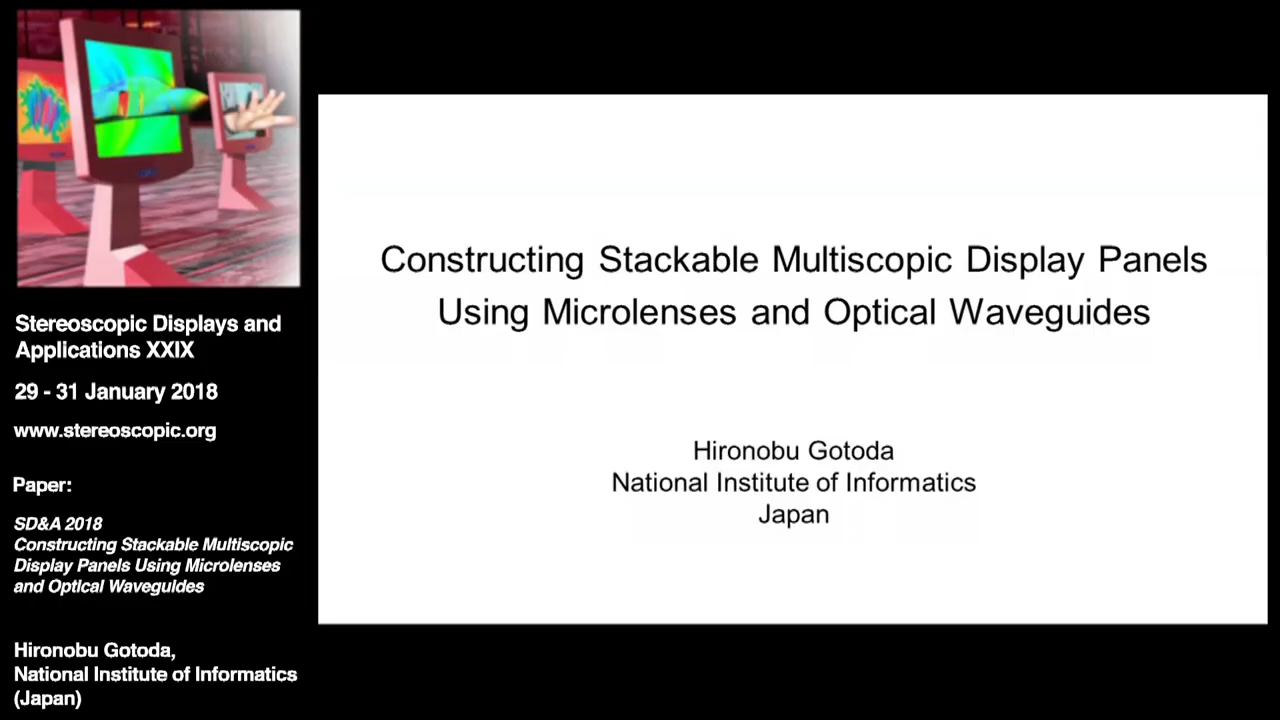 Stereoscopic Displays and
Applications XXIX
29 - 31 January 2018
www.stereoscopic.org
Paper:
SD&A 2018
Constructing Stackable Multiscopic
Display Panels Using Microlenses
and Optical Waveguides
Hironobu Gotoda,
National Institute of Informatics
(Japan)
Constructing Stackable Multiscopic Display Panels
Using Microlenses and Optical Waveguides
Hironobu Gotoda
National Institute of Informatics
Japan